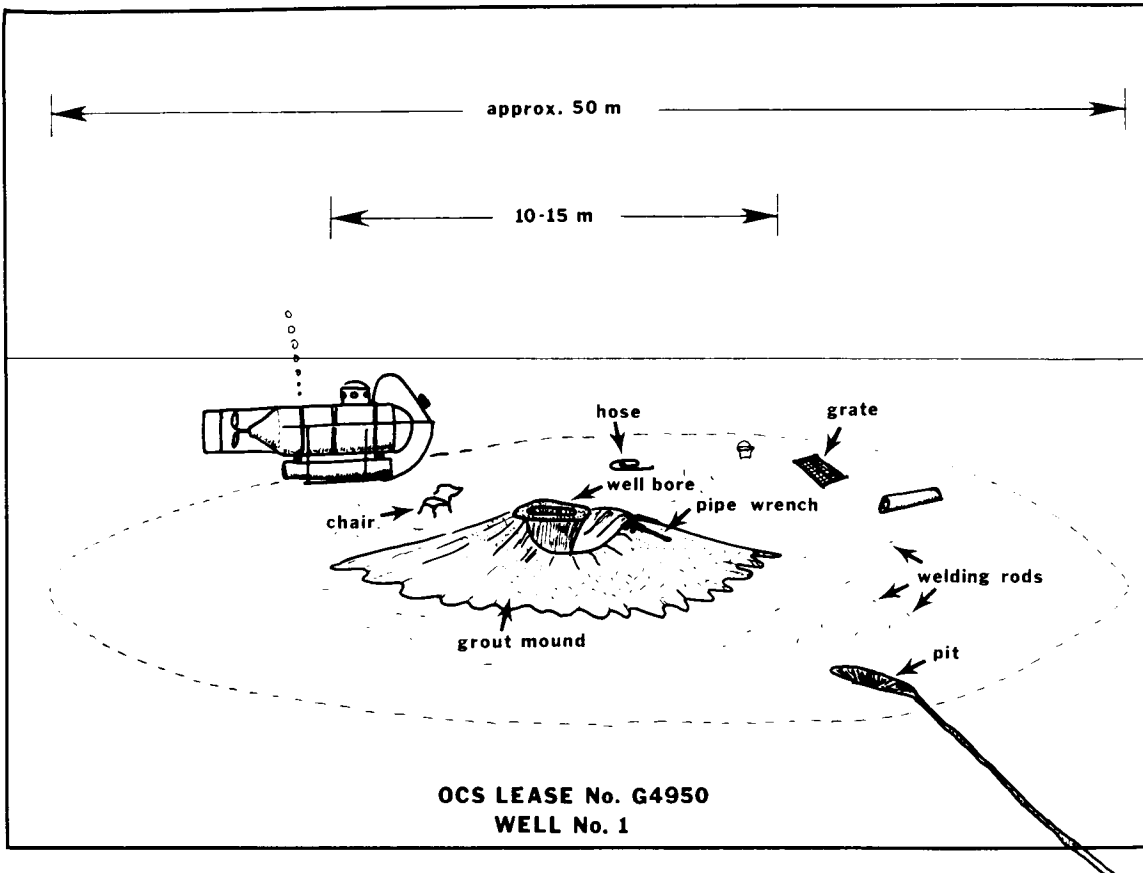 approx. 50 m
10-15 m
hose
grate
well bore
chair
pipe wrench
welding rods
grout mound
pit
OCS LEASE No. G4950
WELL No. 1